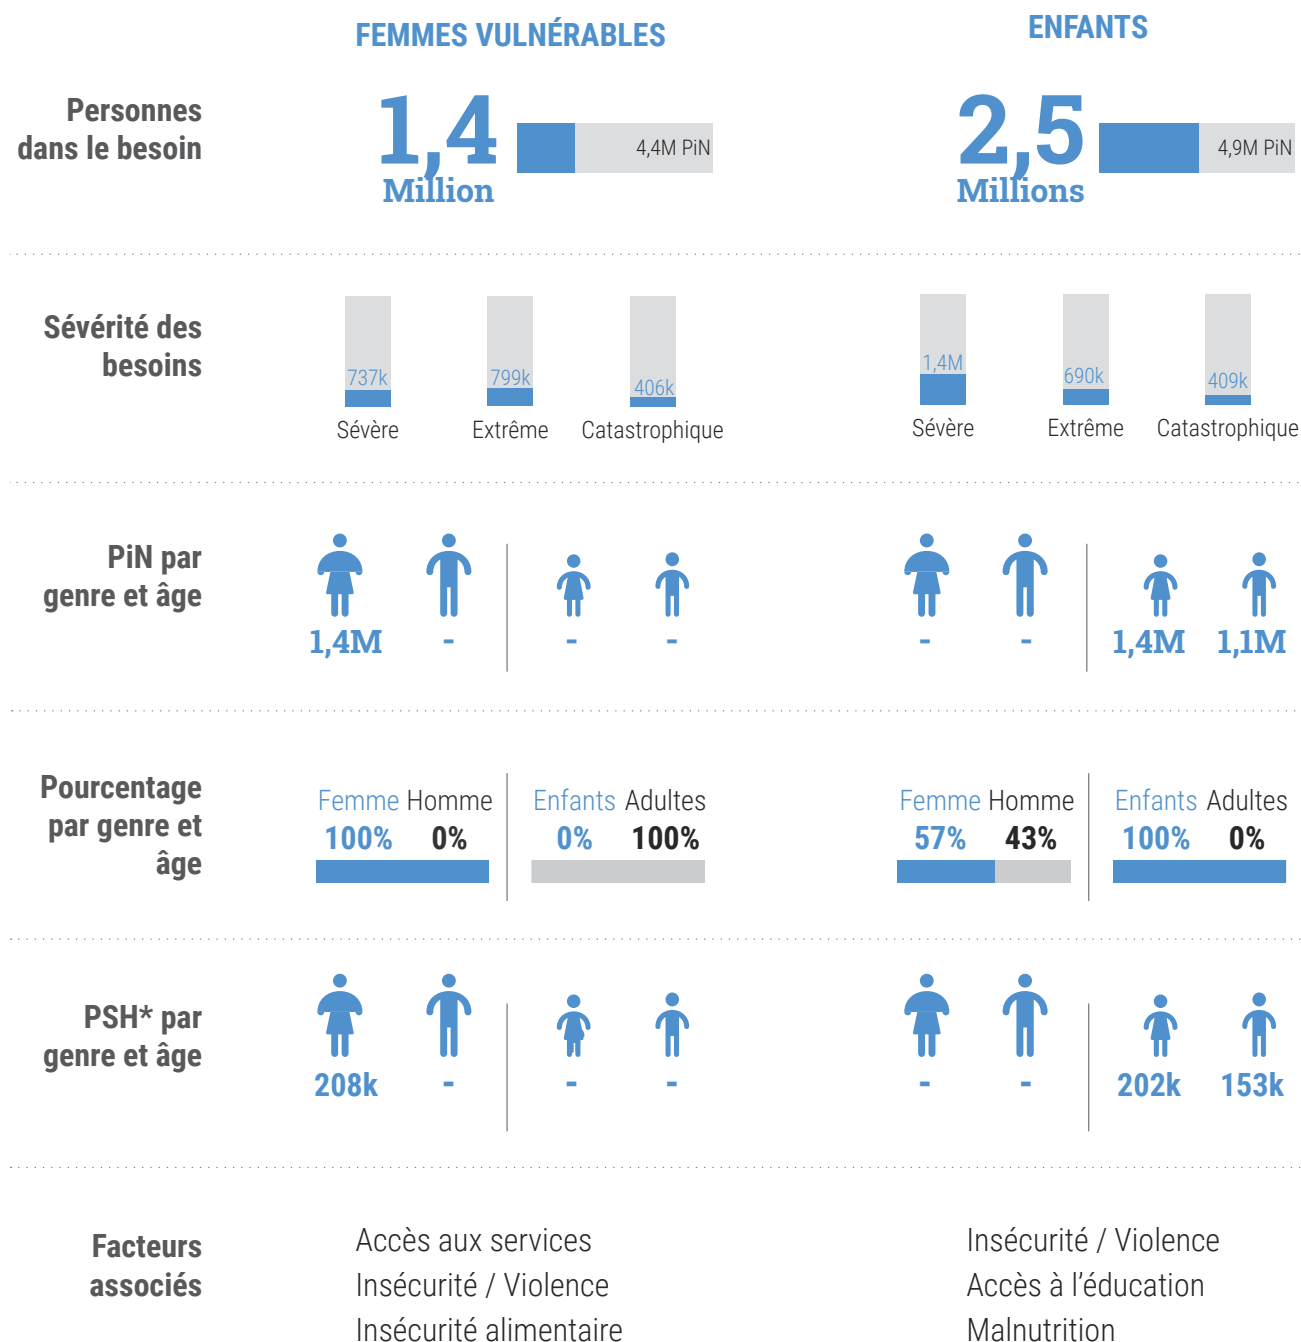 FEMMES VULNÉRABLES
ENFANTS
Personnes
dans le besoin
1,4
Million
4,4M PiN
2,5
Millions
4,9M PiN
Sévérité des
besoins
737k
799k
406k
1,4M
690k
409k
Sévère
Extrême
Catastrophique
Sévère
Extrême
Catastrophique
PiN par
genre et âge
1,4M
-
-
-
-
-
1,4M
1,1M
Pourcentage
par genre et
âge
Femme Homme
100% 0%
Enfants Adultes
0% 100%
Femme Homme
57% 43%
Enfants Adultes
100% 0%
PSH* par
genre et âge
208k
-
-
-
-
-
202k
153k
Facteurs
associés
Accès aux services
Insécurité / Violence
Insécurité alimentaire
Insécurité / Violence
Accès à l'éducation
Malnutrition